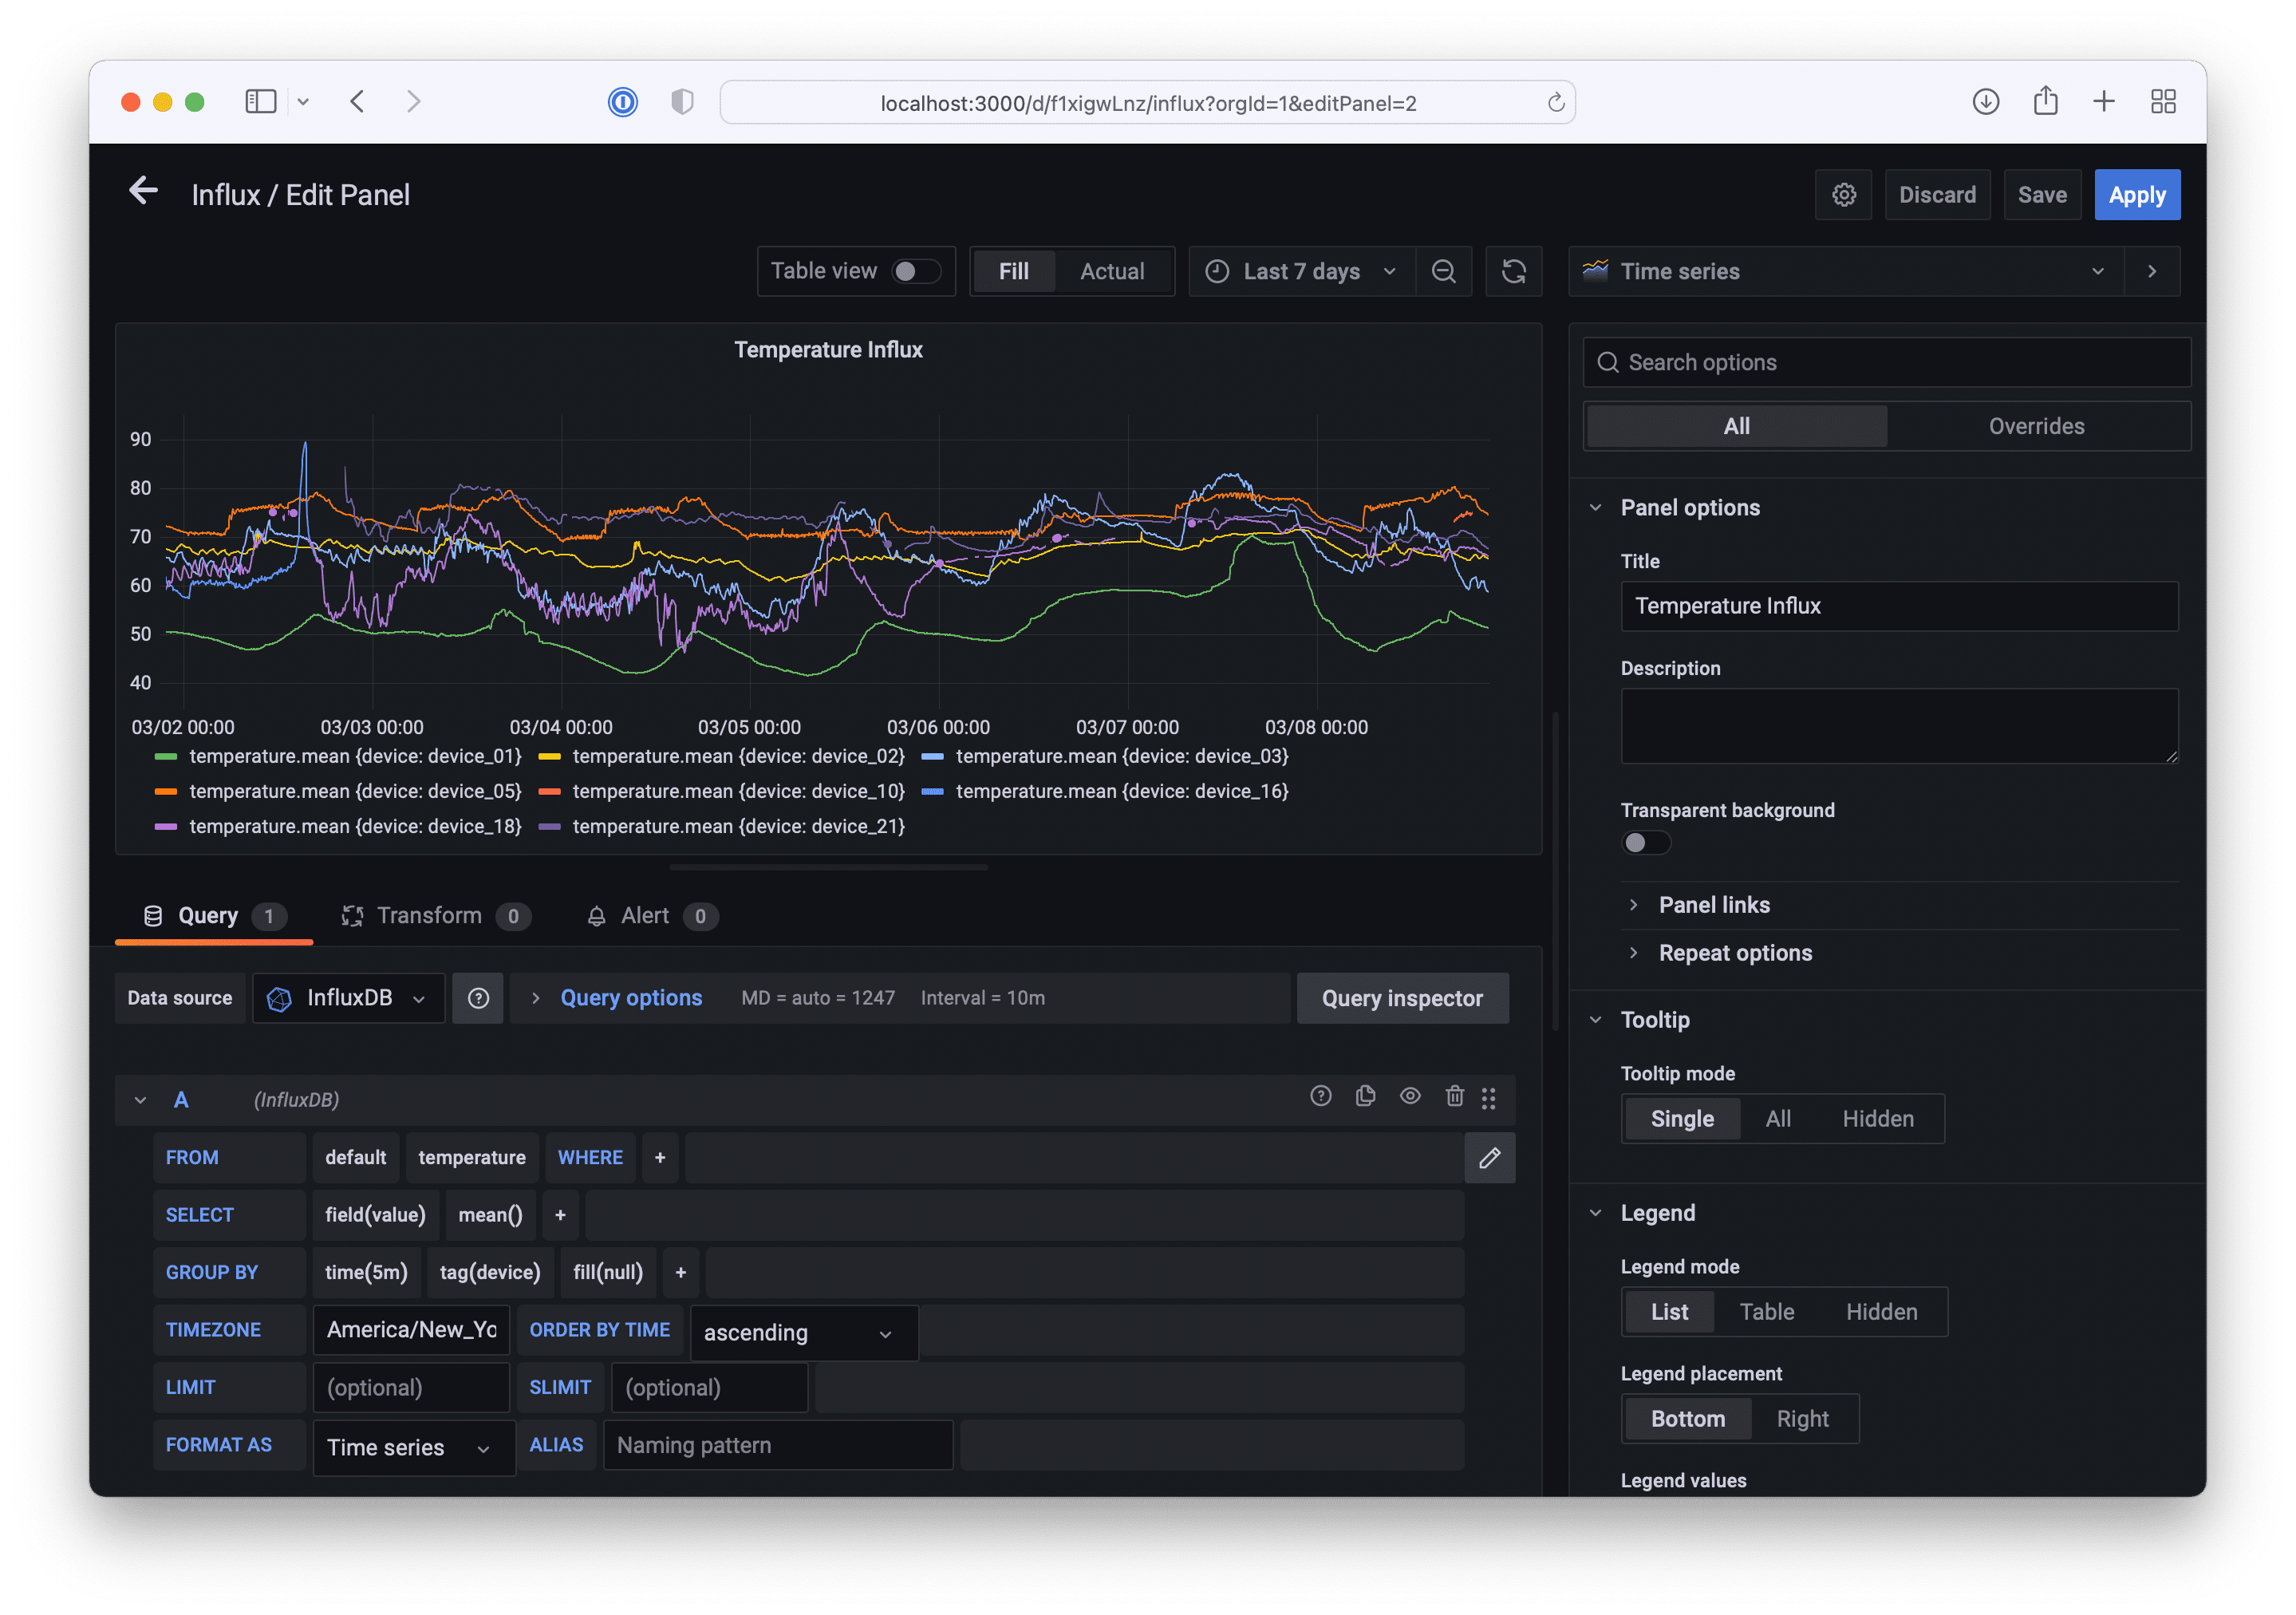 localhost:3000/d/f1xigwLnz/influx?orgId=1&editPanel=2
Influx / Edit Panel
Discard Save Apply
Table view Fill Actual Last 7 days Time series
Temperature Influx
90
80
70
60
50
40
03/02 00:00 03/03 00:00 03/04 00:00 03/05 00:00 03/06 00:00 03/07 00:00 03/08 00:00
temperature.mean {device: device_01} temperature.mean {device: device_02} temperature.mean {device: device_03}
temperature.mean {device: device_05} temperature.mean {device: device_10} temperature.mean {device: device_16}
temperature.mean {device: device_18} temperature.mean {device: device_21}
Query 1 Transform 0 Alert 0
Data source InfluxDB Query options MD = auto = 1247 Interval = 10m Query inspector
A (InfluxDB)
FROM default temperature WHERE +
SELECT field(value) mean() +
GROUP BY time(5m) tag(device) fill(null) +
TIMEZONE America/New_Yo ORDER BY TIME ascending
LIMIT (optional) SLIMIT (optional)
FORMAT AS Time series ALIAS Naming pattern
Search options
All Overrides
Panel options
Title
Temperature Influx
Description
Transparent background
Panel links
Repeat options
Tooltip
Tooltip mode
Single All Hidden
Legend
Legend mode
List Table Hidden
Legend placement
Bottom Right
Legend values